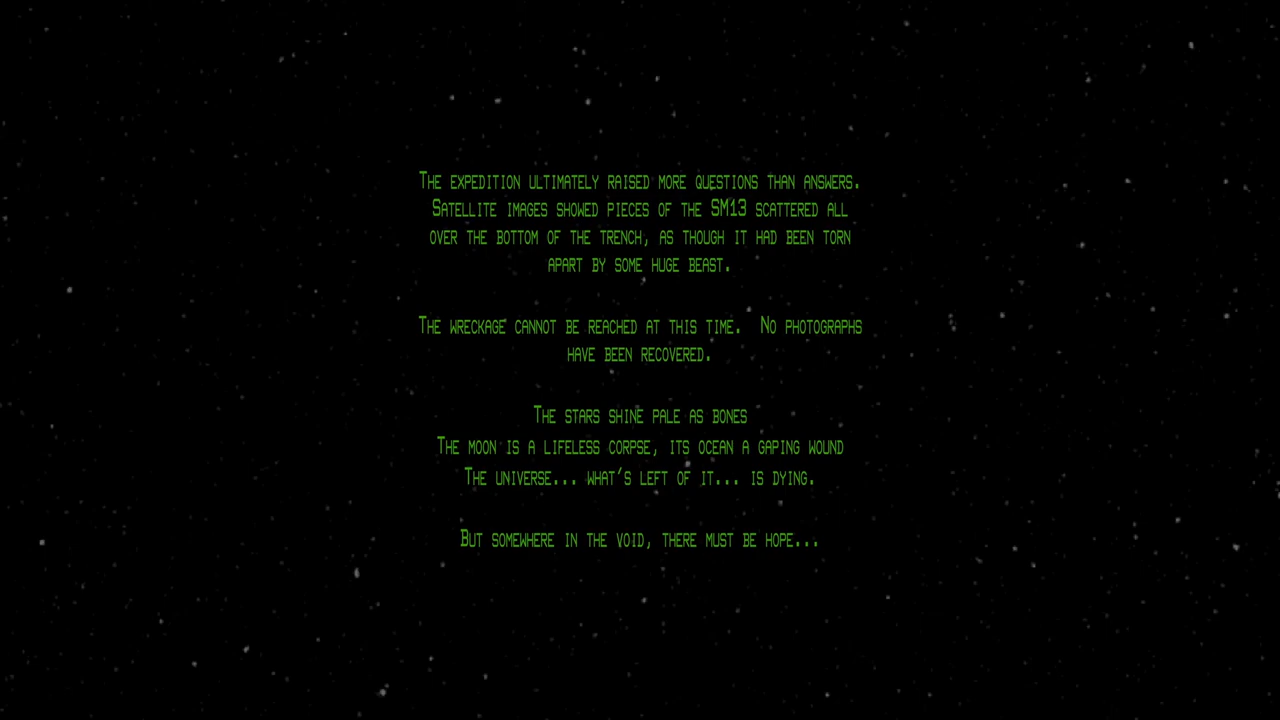 The expedition ultimately raised more questions than answers.
Satellite images showed pieces of the SM13 scattered all
over the bottom of the trench, as though it had been torn
apart by some huge beast.
The wreckage cannot be reached at this time.  No photographs
have been recovered.
The stars shine pale as bones
The moon is a lifeless corpse, its ocean a gaping wound
The universe... what's left of it... is dying.
But somewhere in the void, there must be hope...